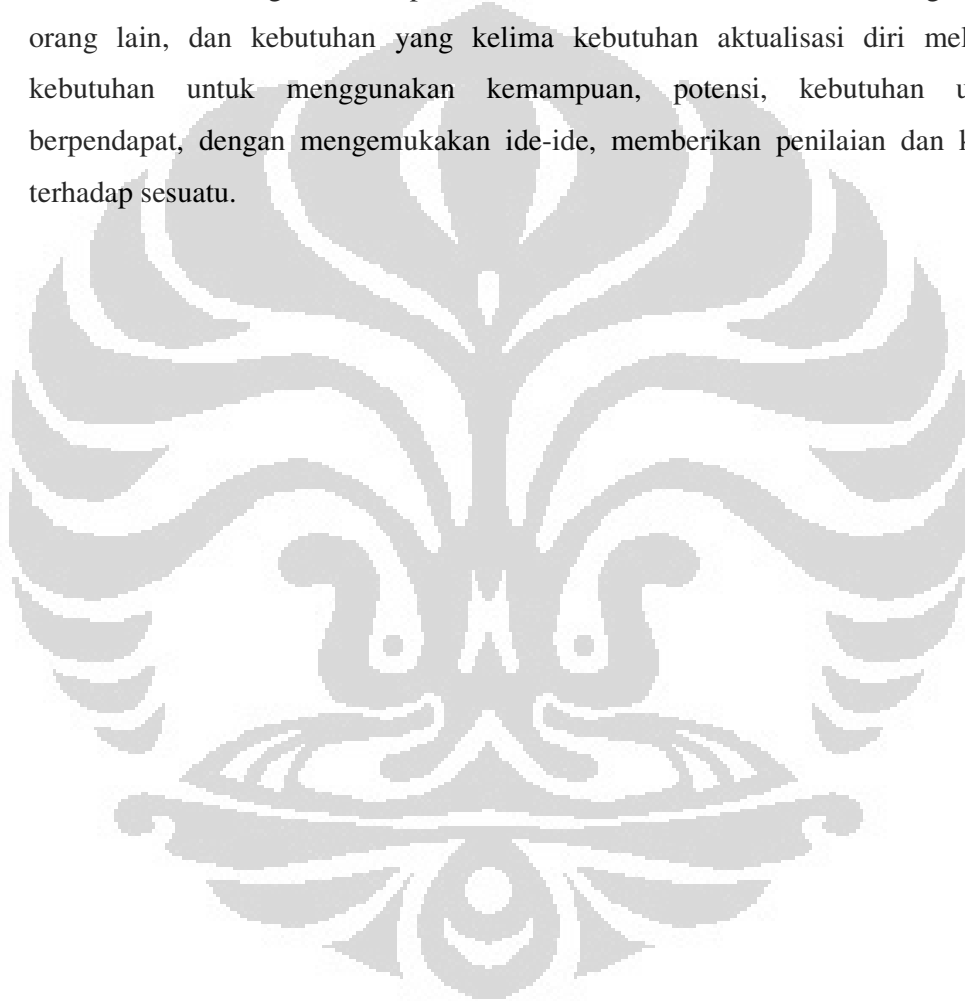 orang lain, dan kebutuhan yang kelima kebutuhan aktualisasi diri
kebutuhan untuk menggunakan kemampuan, potensi, kebutuhan
berpendapat, dengan mengemukakan ide-ide, memberikan penilaian dan
terhadap sesuatu.